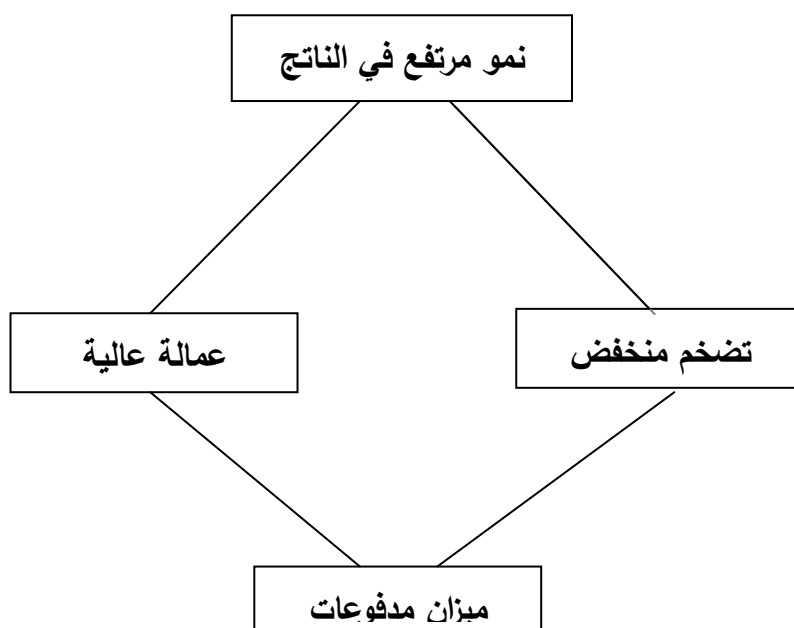 نمو مرتفع في الناتج
تضخم منخفض
عمالة عالية
ميزان مدفوعات